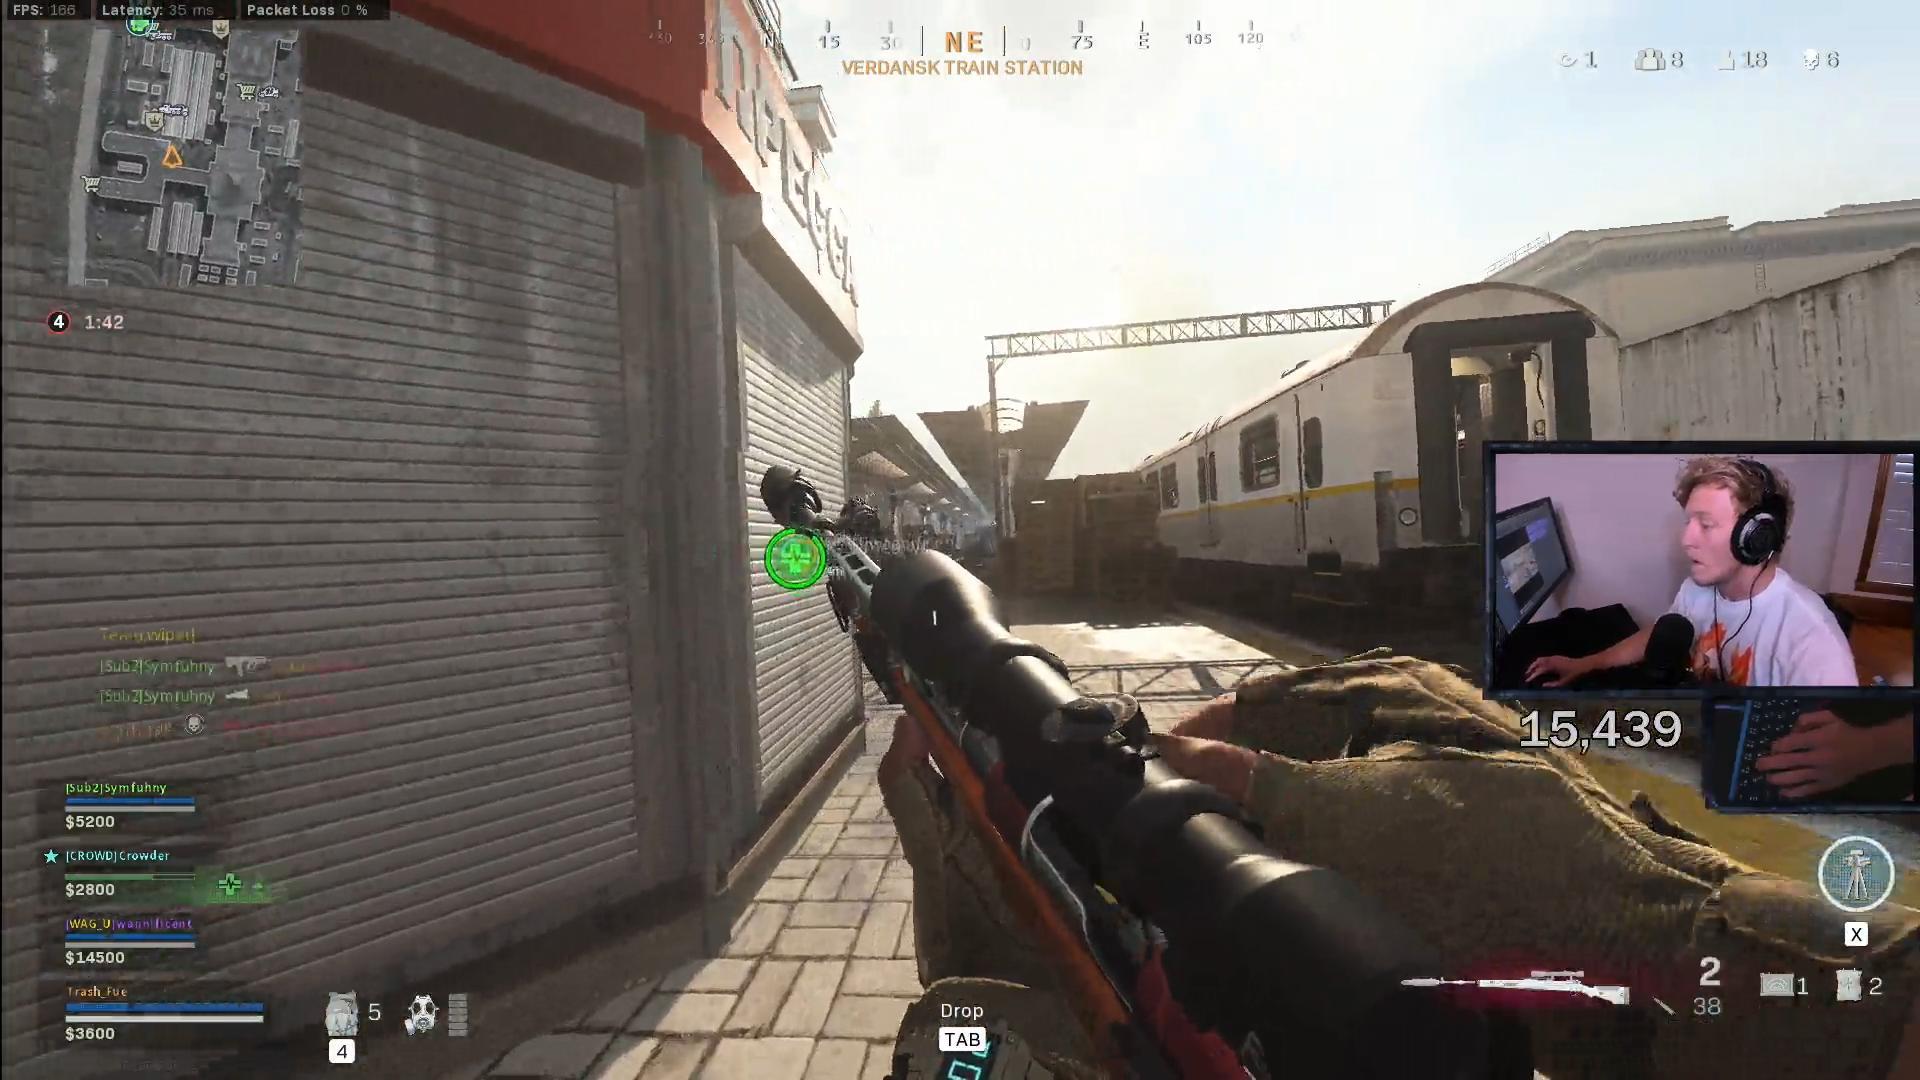 FPS: 166 Latency: 35 ms Packet Loss 0 %
15 30 NE 75 E 105 120
VERDANSK TRAIN STATION
1 8 18 6
4 1:42
Team wiped
[Sub2]Symfuhny
[Sub2]Symfuhny
[Sub2]Symfuhny
$5200
[CROWD]Crowder
$2800
[WAG_U]wannificent
$14500
Trash_Fue
$3600
5
4
Drop
TAB
15,439
X
2
38
1
2